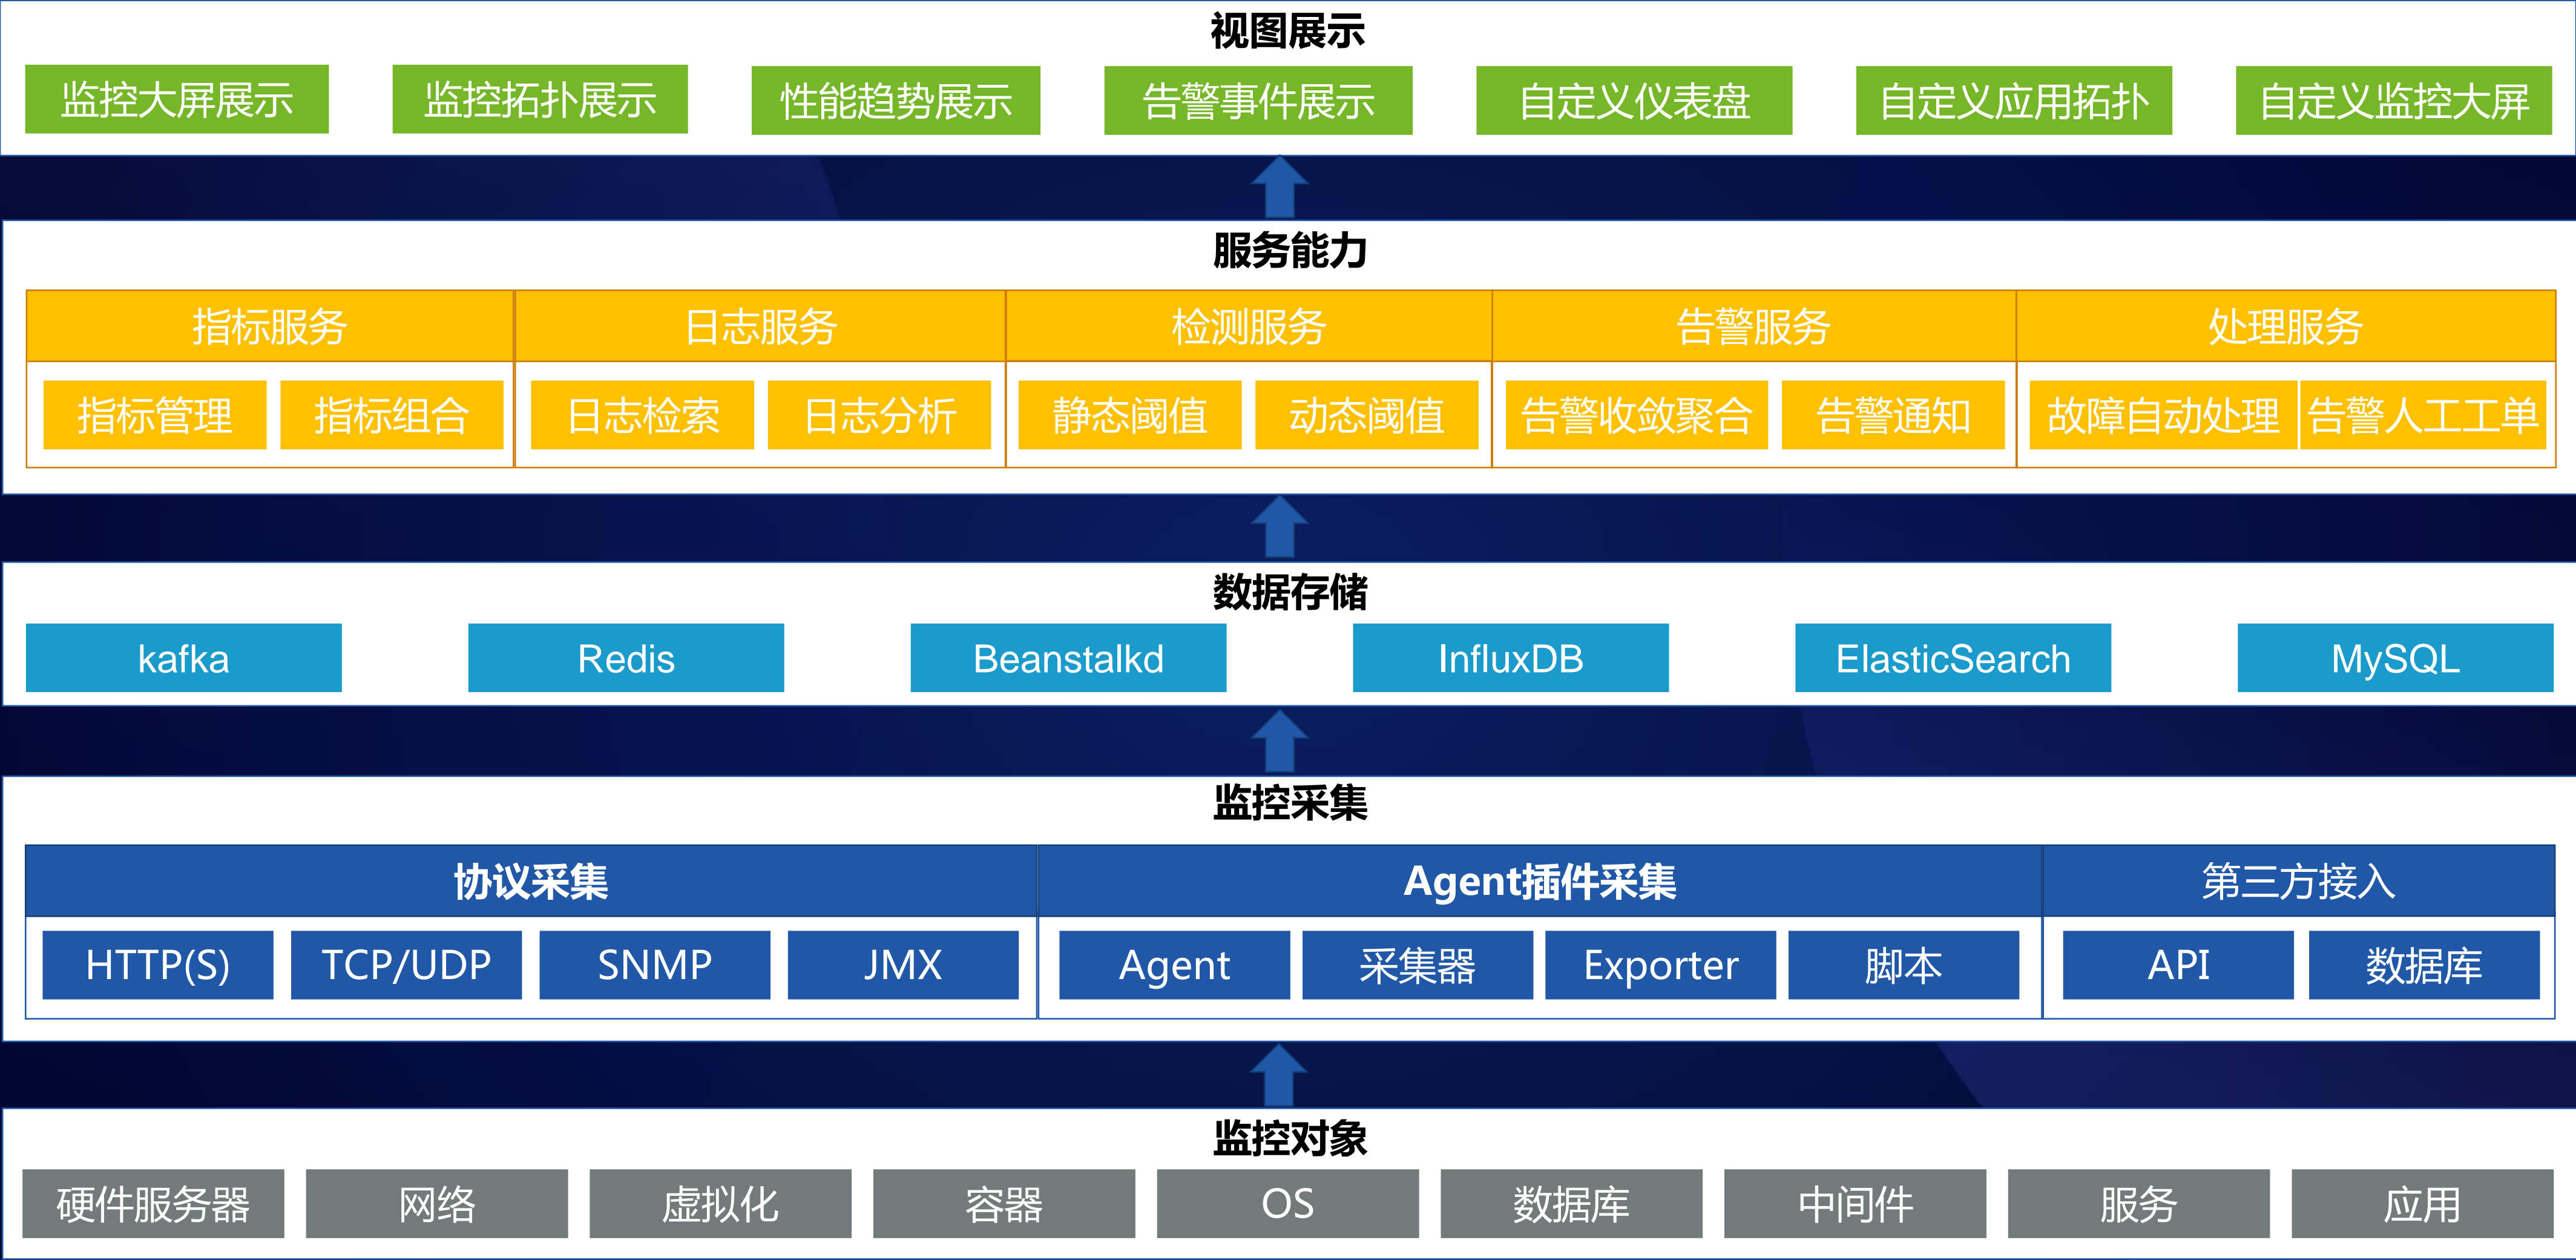 视图展示
监控大屏展示
监控拓扑展示
性能趋势展示
告警事件展示
自定义仪表盘
自定义应用拓扑
自定义监控大屏
服务能力
指标服务
日志服务
检测服务
告警服务
处理服务
指标管理
指标组合
日志检索
日志分析
静态阈值
动态阈值
告警收敛聚合
告警通知
故障自动处理
告警人工工单
数据存储
kafka
Redis
Beanstalkd
InfluxDB
ElasticSearch
MySQL
监控采集
协议采集
Agent插件采集
第三方接入
HTTP(S)
TCP/UDP
SNMP
JMX
Agent
采集器
Exporter
脚本
API
数据库
监控对象
硬件服务器
网络
虚拟化
容器
OS
数据库
中间件
服务
应用